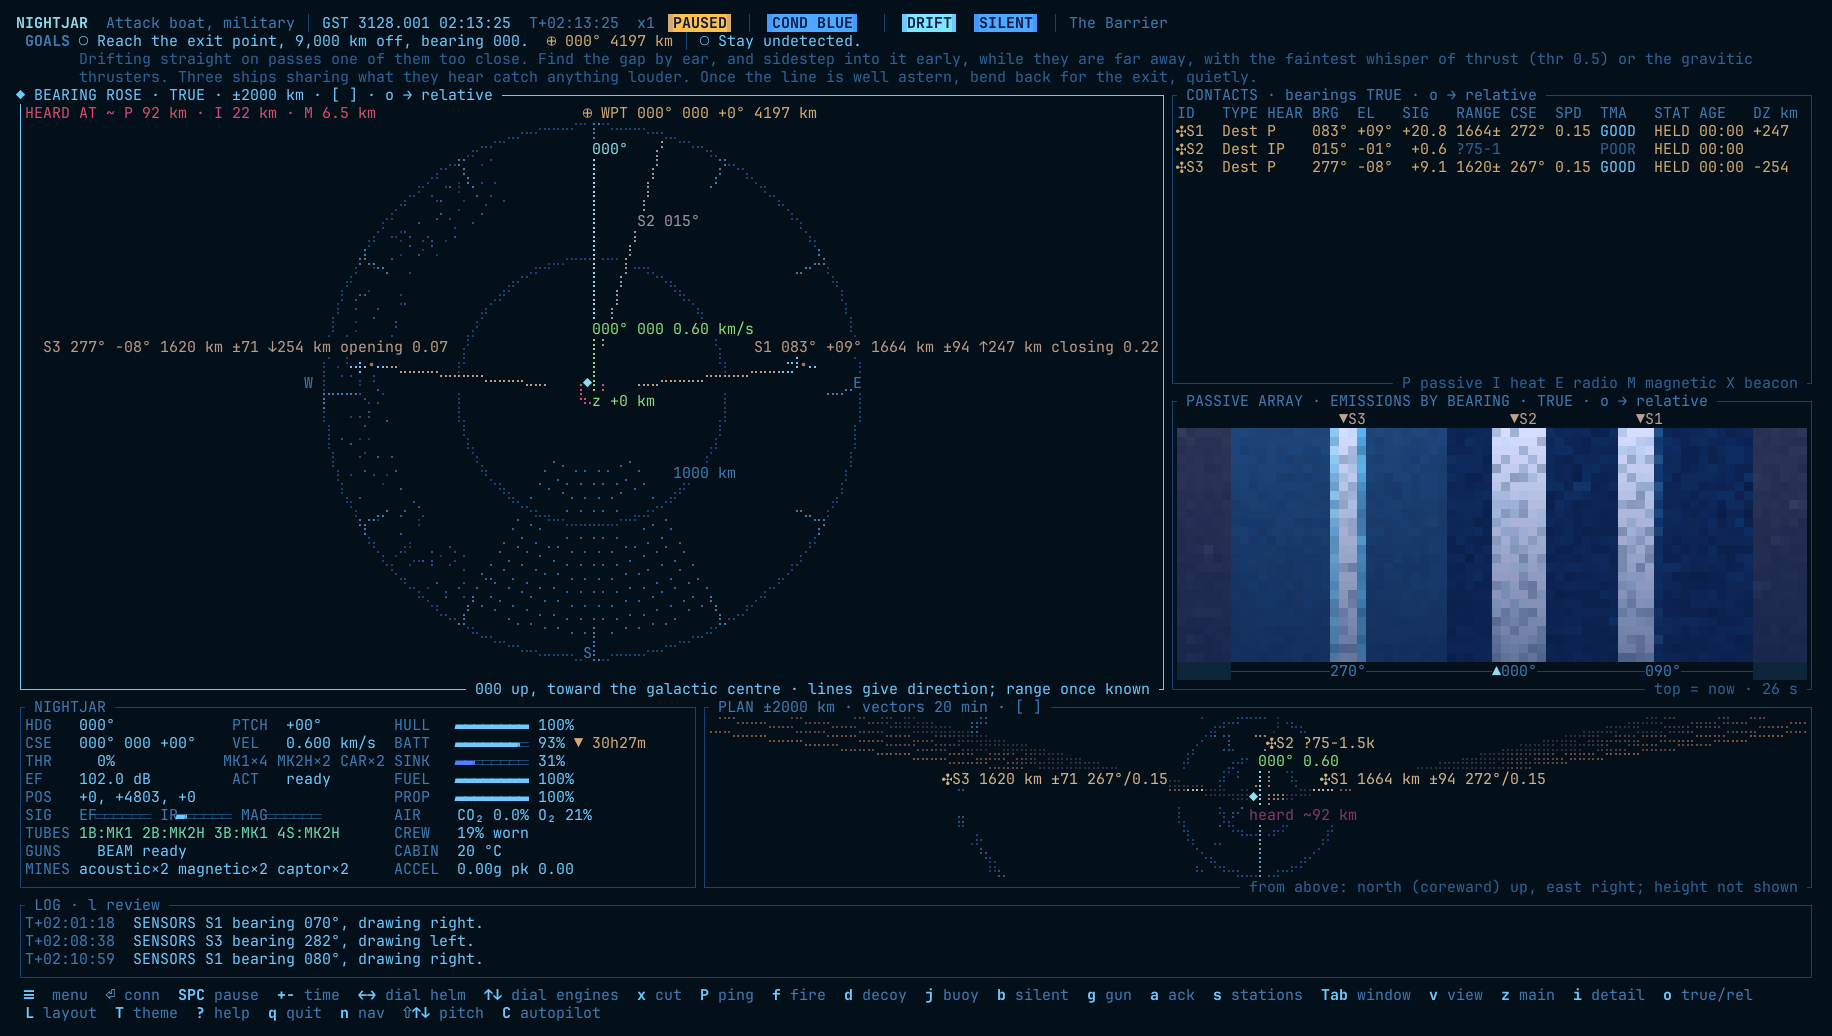 NIGHTJAR Attack boat, military GST 3128.001 02:13:25 T+02:13:25 x1 PAUSED COND BLUE DRIFT SILENT The Barrier
GOALS ○ Reach the exit point, 9,000 km off, bearing 000. ⊕ 000° 4197 km ○ Stay undetected.
Drifting straight on passes one of them too close. Find the gap by ear, and sidestep into it early, while they are far away, with the faintest whisper of thrust (thr 0.5) or the gravitic
thrusters. Three ships sharing what they hear catch anything louder. Once the line is well astern, bend back for the exit, quietly.
◆ BEARING ROSE · TRUE · ±2000 km · [ ] · o → relative
HEARD AT ~ P 92 km · I 22 km · M 6.5 km
⊕ WPT 000° 000 +0° 4197 km
000°
S2 015°
000° 000 0.60 km/s
S3 277° -08° 1620 km ±71 ↓254 km opening 0.07
S1 083° +09° 1664 km ±94 ↑247 km closing 0.22
W
E
z +0 km
1000 km
S
000 up, toward the galactic centre · lines give direction; range once known
CONTACTS · bearings TRUE · o → relative
ID TYPE HEAR BRG EL SIG RANGE CSE SPD TMA STAT AGE DZ km
✣S1 Dest P 083° +09° +20.8 1664± 272° 0.15 GOOD HELD 00:00 +247
✣S2 Dest IP 015° -01° +0.6 ?75-1 POOR HELD 00:00
✣S3 Dest P 277° -08° +9.1 1620± 267° 0.15 GOOD HELD 00:00 -254
P passive I heat E radio M magnetic X beacon
PASSIVE ARRAY · EMISSIONS BY BEARING · TRUE · o → relative
▼S3 ▼S2 ▼S1
270° ▲000° 090°
top = now · 26 s
NIGHTJAR
HDG 000° PTCH +00° HULL 100%
CSE 000° 000 +00° VEL 0.600 km/s BATT 93% ▼ 30h27m
THR 0% MK1×4 MK2H×2 CAR×2 SINK 31%
EF 102.0 dB ACT ready FUEL 100%
POS +0, +4803, +0 PROP 100%
SIG EF IR MAG AIR CO₂ 0.0% O₂ 21%
TUBES 1B:MK1 2B:MK2H 3B:MK1 4S:MK2H CREW 19% worn
GUNS BEAM ready CABIN 20 °C
MINES acoustic×2 magnetic×2 captor×2 ACCEL 0.00g pk 0.00
PLAN ±2000 km · vectors 20 min · [ ]
✣S2 ?75-1.5k
000° 0.60
✣S3 1620 km ±71 267°/0.15
✣S1 1664 km ±94 272°/0.15
heard ~92 km
from above: north (coreward) up, east right; height not shown
LOG · l review
T+02:01:18 SENSORS S1 bearing 070°, drawing right.
T+02:08:38 SENSORS S3 bearing 282°, drawing left.
T+02:10:59 SENSORS S1 bearing 080°, drawing right.
≡ menu ⏎ conn SPC pause +- time ←→ dial helm ↑↓ dial engines x cut P ping f fire d decoy j buoy b silent g gun a ack s stations Tab window v view z main i detail o true/rel
L layout T theme ? help q quit n nav ⇧↑↓ pitch C autopilot